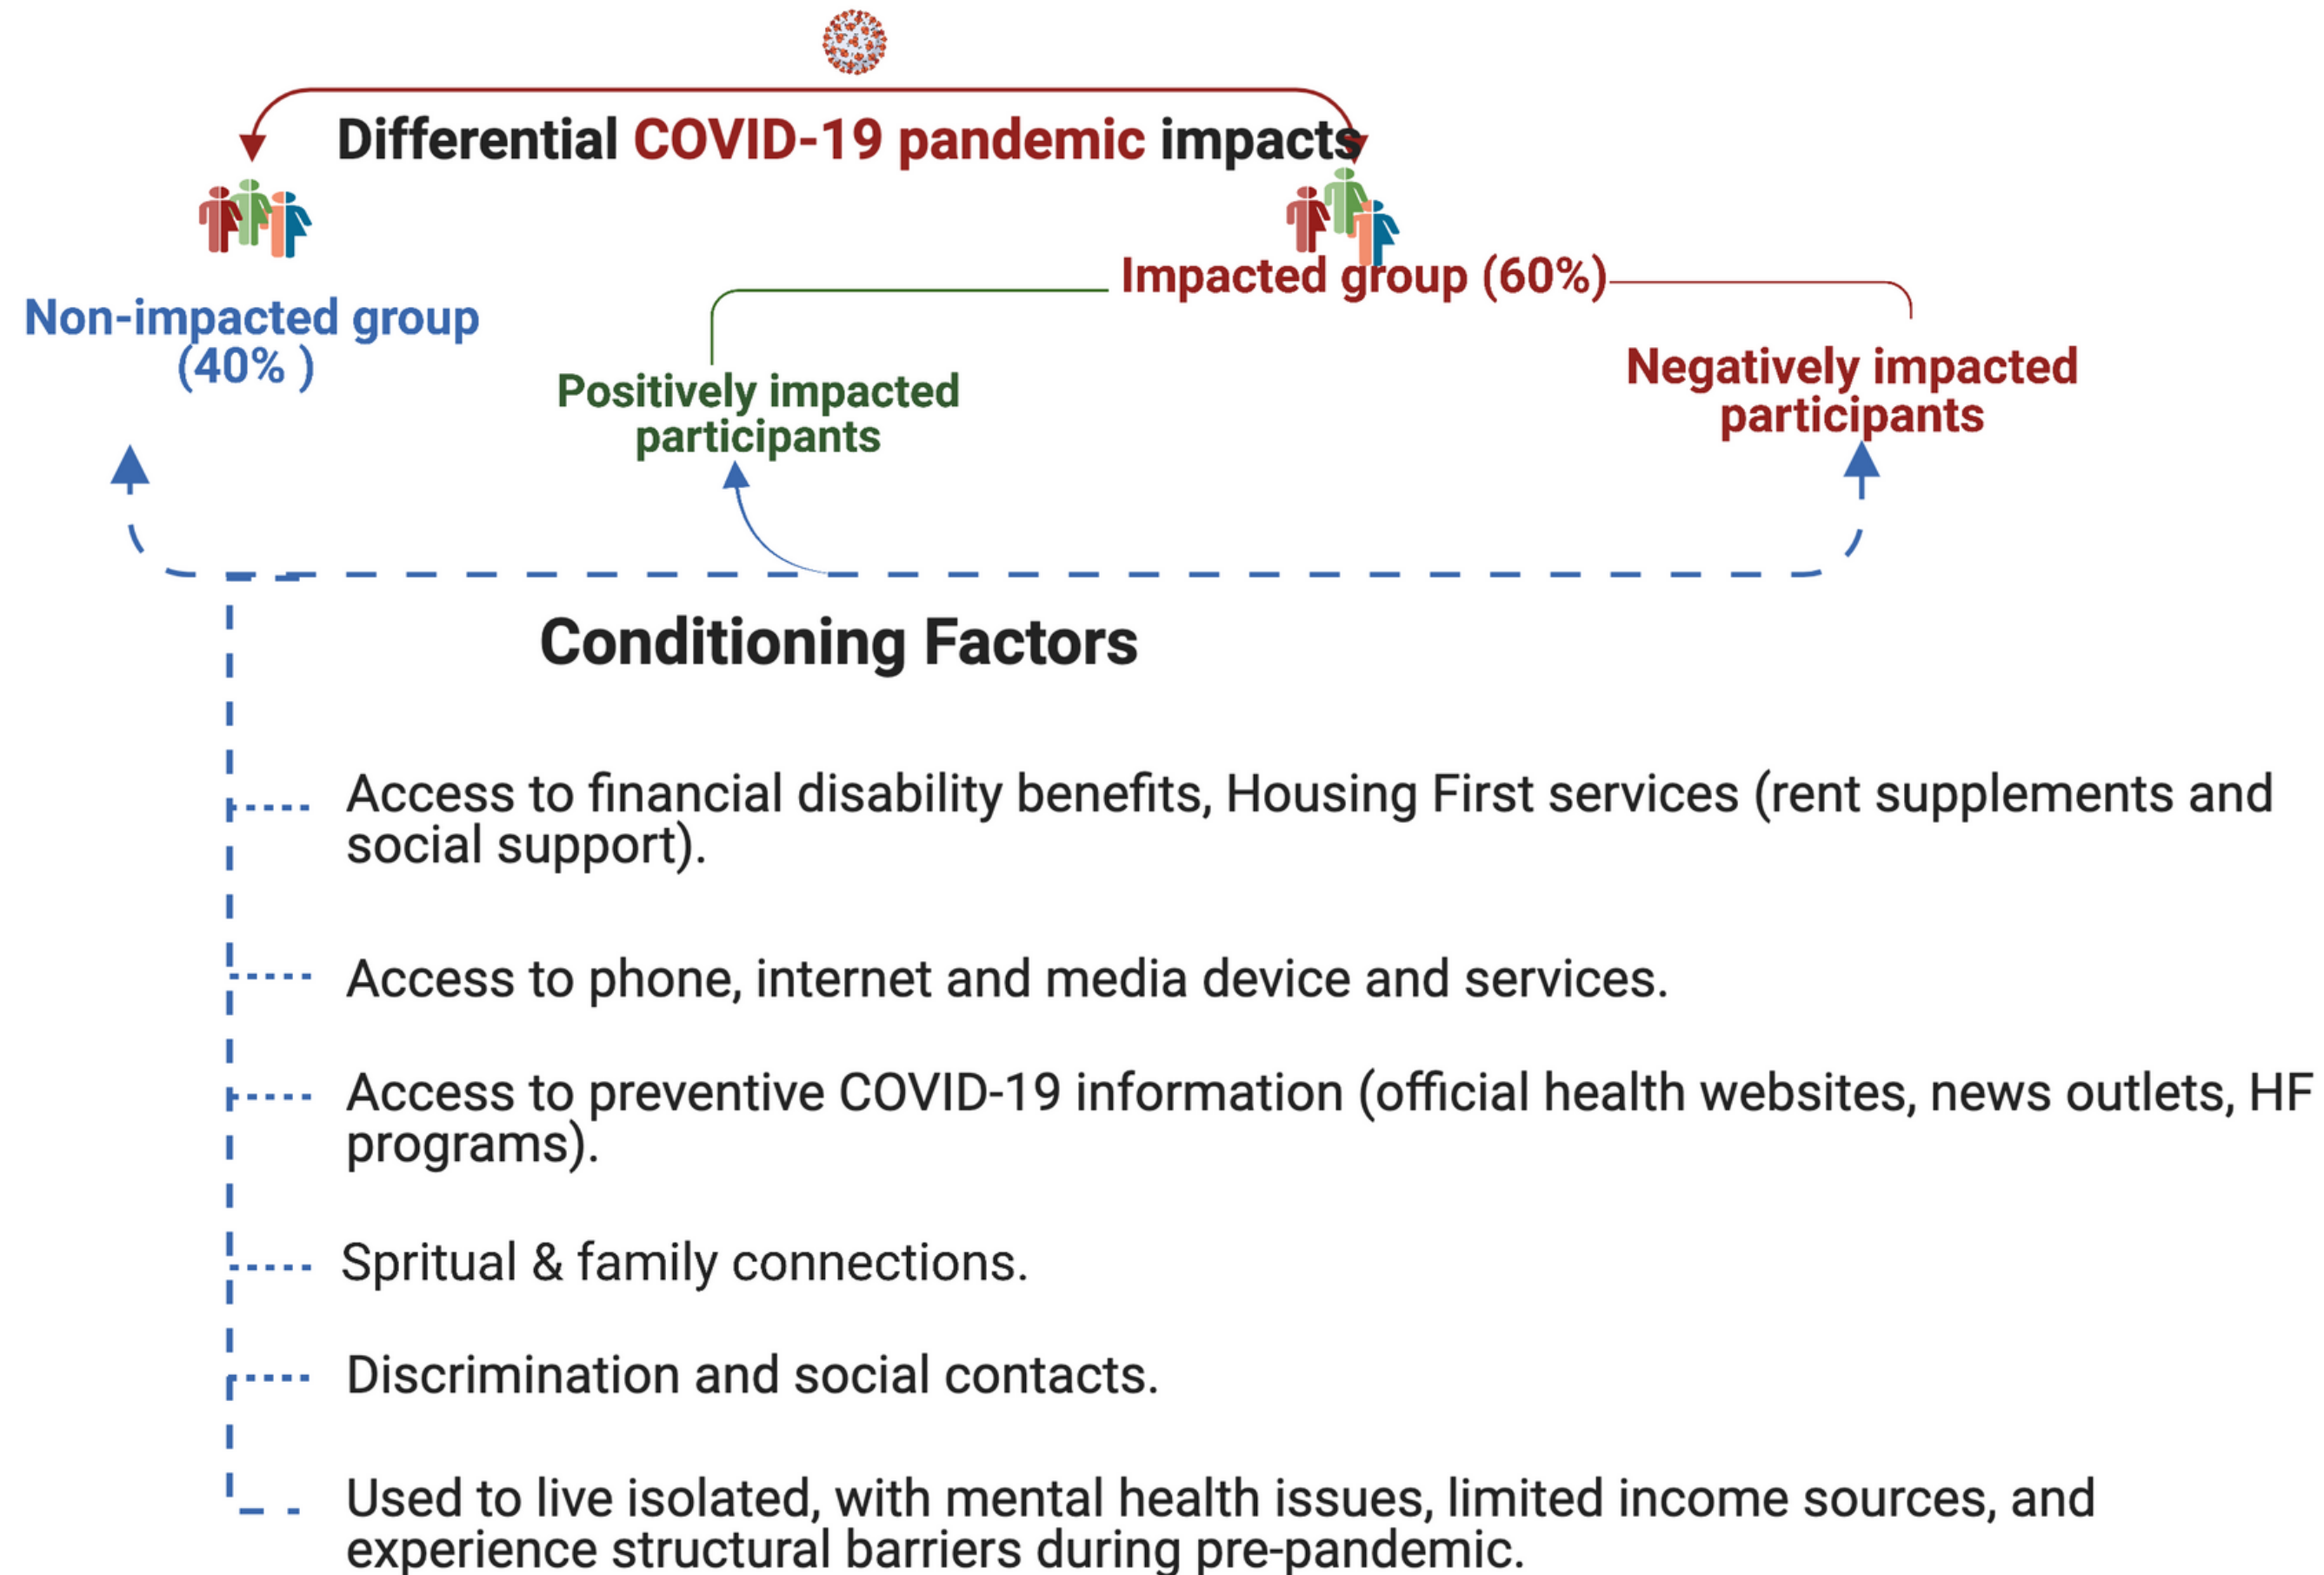 Differential COVID-19 pandemic impacts
Impacted group (60%)
Non-impacted group
(40% )
Positively impacted
participants
Negatively impacted
participants
Conditioning Factors
Access to financial disability benefits, Housing First services (rent supplements and
social support).
Access to phone, internet and media device and services.
Access to preventive COVID-19 information (official health websites, news outlets, HF
programs).
Spritual & family connections.
Discrimination and social contacts.
Used to live isolated, with mental health issues, limited income sources, and
experience structural barriers during pre-pandemic.